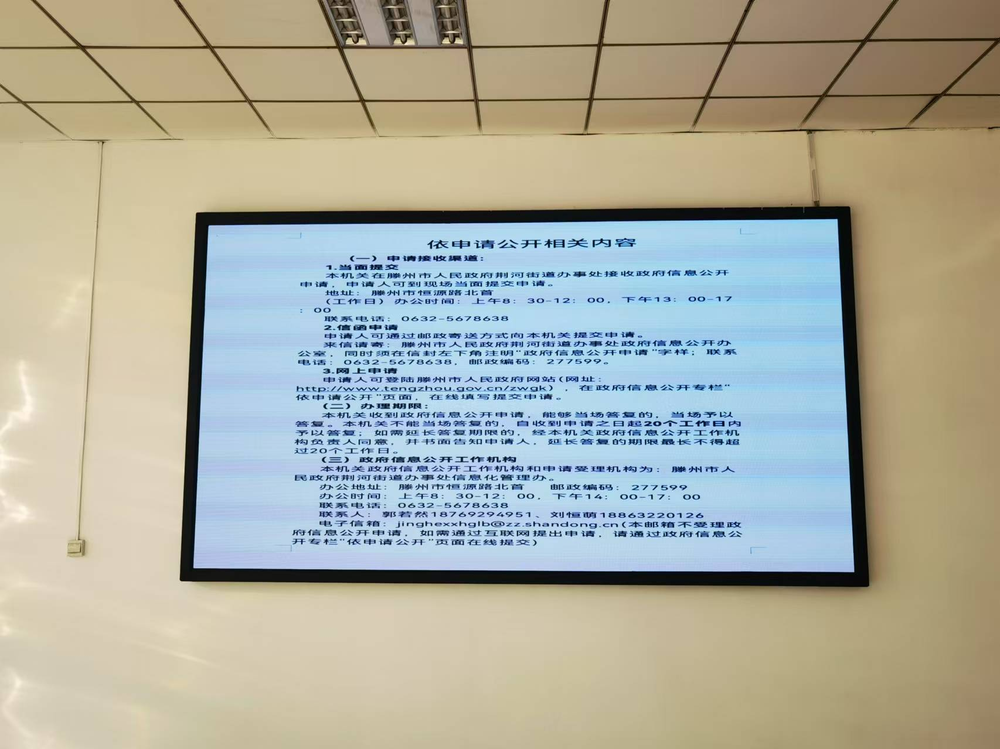 依申请公开相关内容
（一）申请接收渠道：
1.当面提交
本机关在滕州市人民政府荆河街道办事处接收政府信息公开
申请，申请人可到现场当面提交申请。
地址：滕州市恒源路北首
（工作日）办公时间：上午8：30-12：00，下午13：00-17
：00
联系电话：0632-5678638
2.信函申请
申请人可通过邮政寄送方式向本机关提交申请。
来信请寄：滕州市人民政府荆河街道办事处政府信息公开办
公室，同时须在信封左下角注明“政府信息公开申请”字样；联系
电话：0632-5678638，邮政编码：277599。
3.网上申请
申请人可登陆滕州市人民政府网站（网址：
http://www.tengzhou.gov.cn/zwgk），在政府信息公开专栏“
依申请公开”页面，在线填写提交申请。
（二）办理期限：
本机关收到政府信息公开申请，能够当场答复的，当场予以
答复。本机关不能当场答复的，自收到申请之日起20个工作日内
予以答复；如需延长答复期限的，经本机关政府信息公开工作机
构负责人同意，并书面告知申请人，延长答复的期限最长不得超
过20个工作日。
（三）政府信息公开工作机构
本机关政府信息公开工作机构和申请受理机构为：滕州市人
民政府荆河街道办事处信息化管理办。
办公地址：滕州市恒源路北首 邮政编码：277599
办公时间：上午8：30-12：00，下午14：00-17：00
联系电话：0632-5678638
联系人：郭若然18769294951、刘恒萌18863220126
电子信箱：jinghexxhglb@zz.shandong.cn（本邮箱不受理政
府信息公开申请，如需通过互联网提出申请，请通过政府信息公
开专栏“依申请公开”页面在线提交）